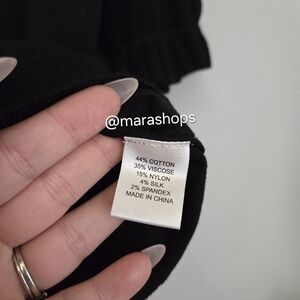 @marashops
44% COTTON
35% VISCOSE
15% NYLON
4% SILK
2% SPANDEX
MADE IN CHINA